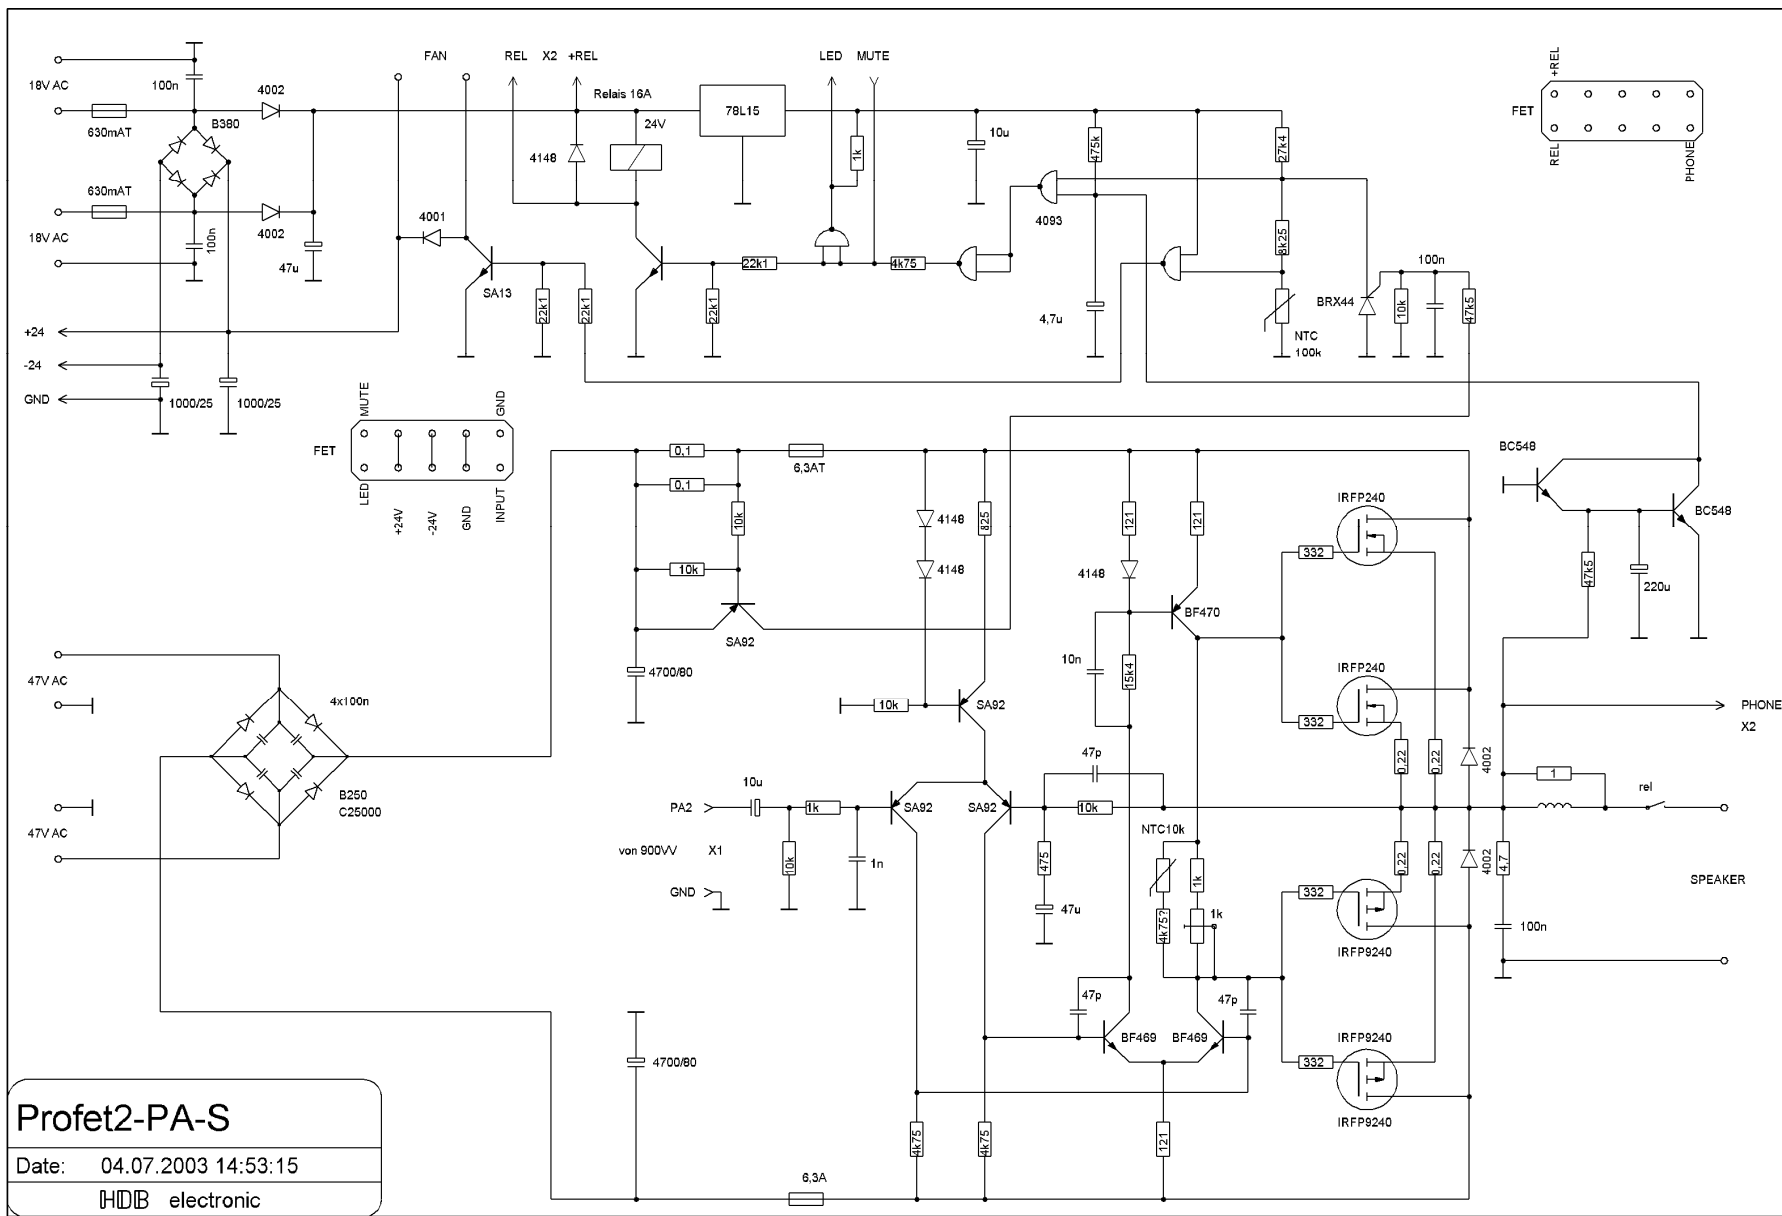 FAN
REL X2 +REL
LED MUTE
+REL
18V AC
100n
4002
Relais 16A
78L15
FET
630mAT
B380
24V
10u
475k
27k4
4148
1k
REL
PHONE
630mAT
4001
4093
8k25
18V AC
100n
4002
47u
22k1
4k75
100n
SA13
22k1
22k1
22k1
4,7u
BRX44
10k
47k5
+24
NTC
100k
-24
GND
1000/25
1000/25
MUTE
GND
FET
LED
+24V
-24V
GND
INPUT
0,1
6,3AT
BC548
0,1
IRFP240
10k
4148
825
121
121
BC548
332
10k
4148
4148
47k5
220u
BF470
SA92
10n
15k4
IRFP240
47V AC
4700/80
4x100n
10k
SA92
332
PHONE
X2
47p
0,22
0,22
4002
1
10u
B250
C25000
rel
PA2
1k
SA92
SA92
10k
47V AC
NTC10k
von 900VV X1
10k
1n
475
1k
0,22
0,22
4002
4,7
SPEAKER
GND
332
47u
4k75?
1k
100n
IRFP9240
47p
47p
BF469
BF469
IRFP9240
4700/80
332
IRFP9240
4k75
4k75
121
6,3A
Profet2-PA-S
Date: 04.07.2003 14:53:15
HDB electronic